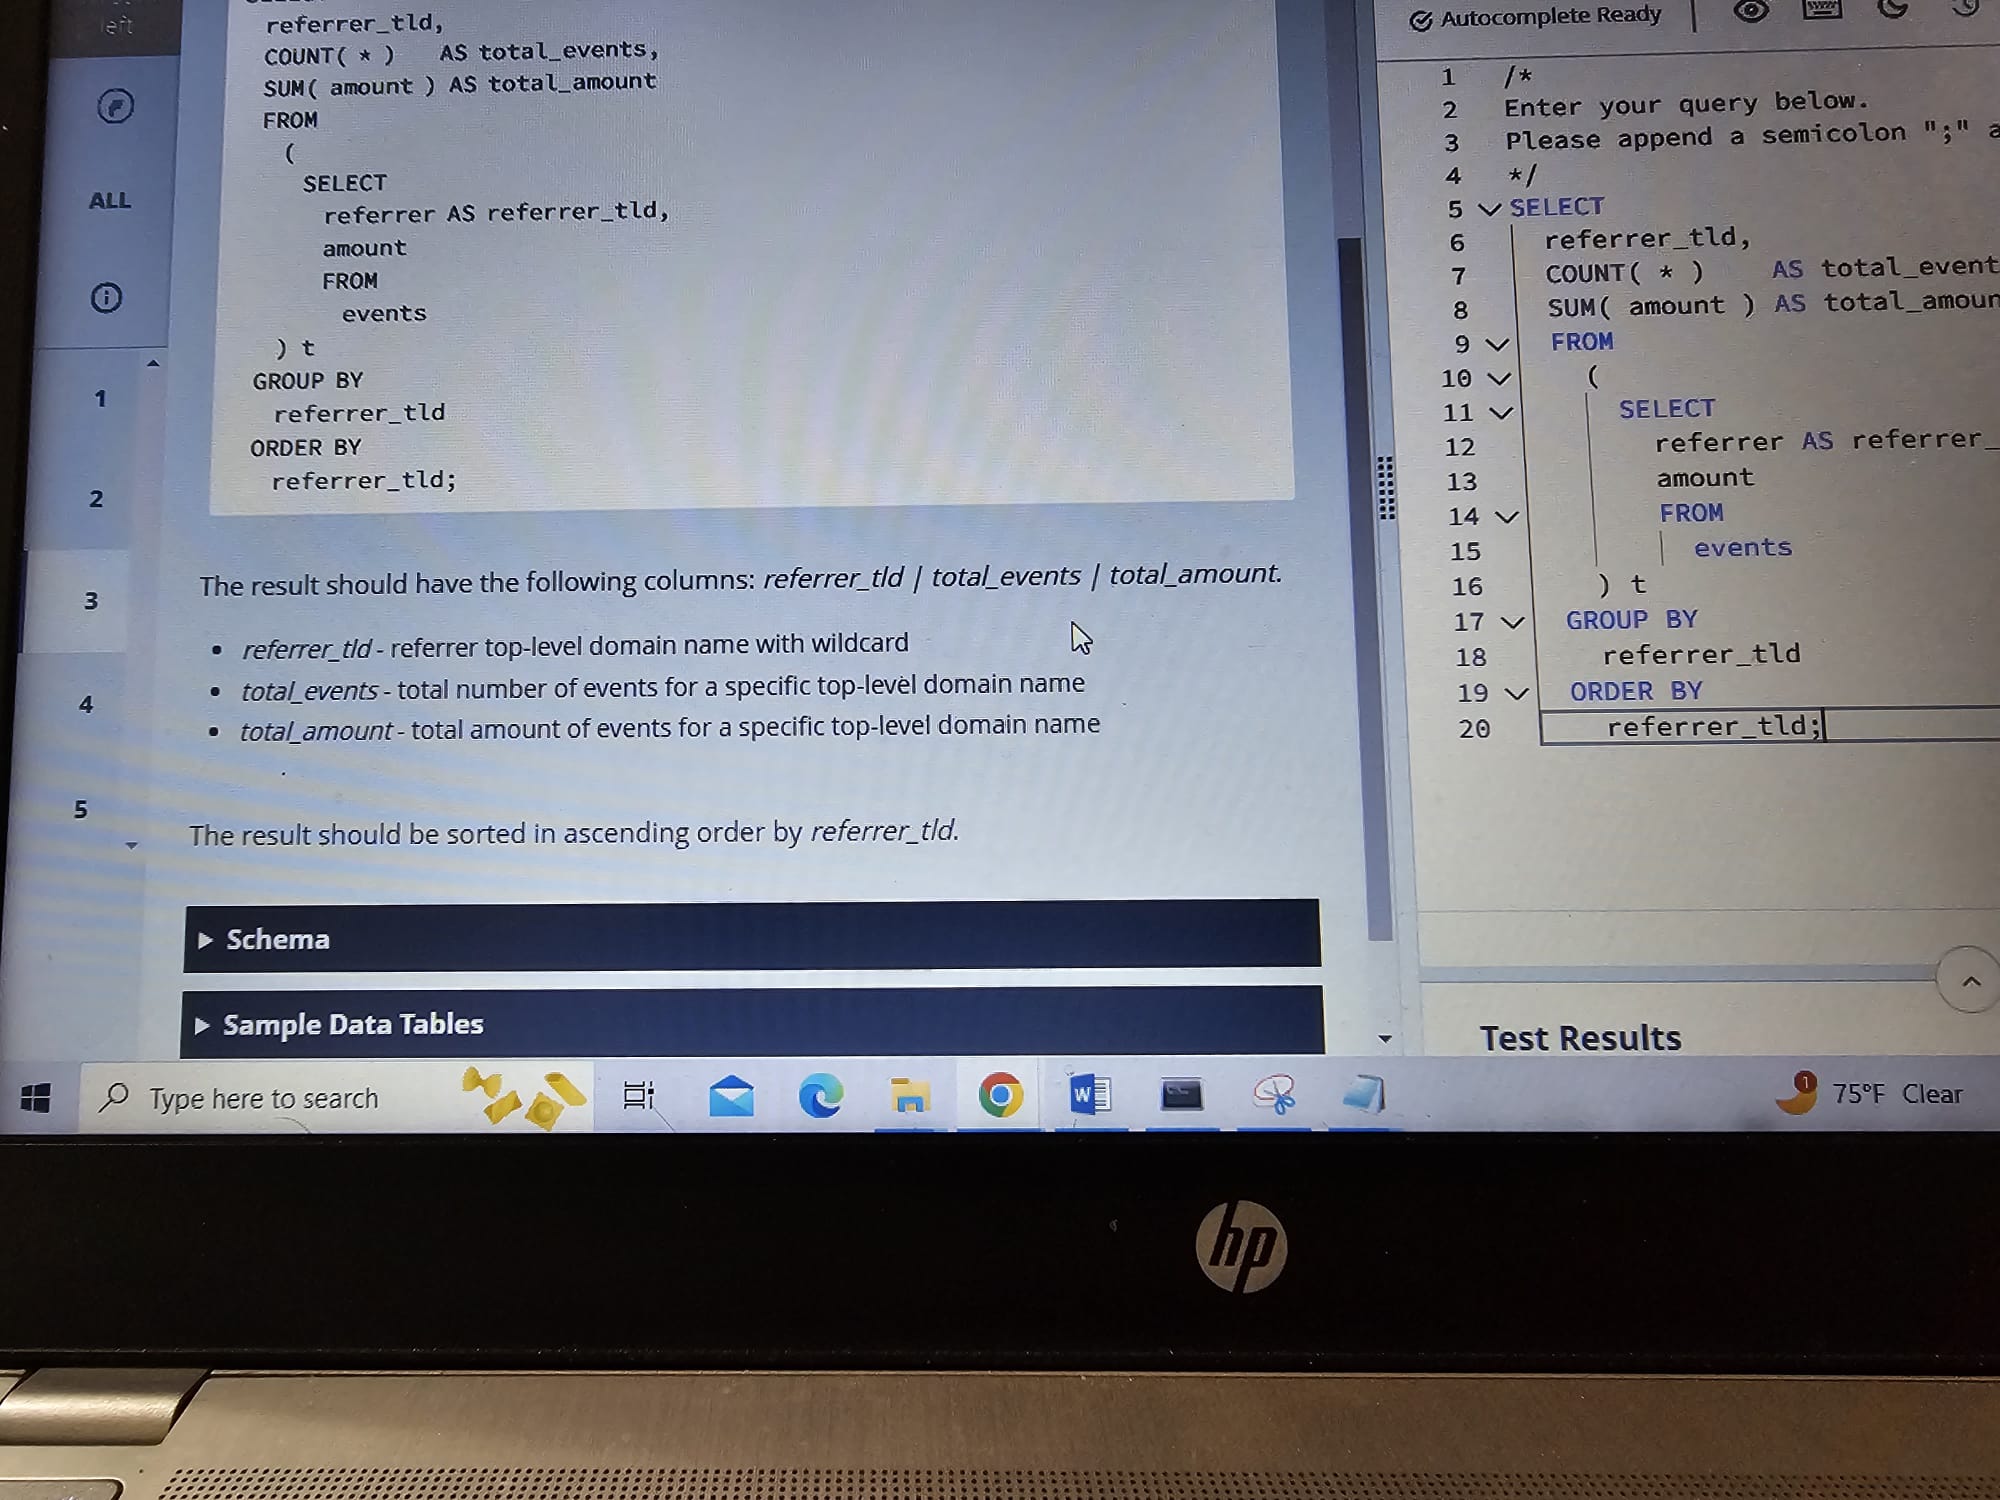 left
ALL
1
2
3
4
5
referrer_tld,
COUNT( * ) AS total_events,
SUM( amount ) AS total_amount
FROM
(
SELECT
referrer AS referrer_tld,
amount
FROM
events
) t
GROUP BY
referrer_tld
ORDER BY
referrer_tld;
The result should have the following columns: referrer_tld | total_events | total_amount.
• referrer_tld - referrer top-level domain name with wildcard
• total_events - total number of events for a specific top-level domain name
• total_amount - total amount of events for a specific top-level domain name
The result should be sorted in ascending order by referrer_tld.
Schema
Sample Data Tables
Autocomplete Ready
1 /*
2 Enter your query below.
3 Please append a semicolon ";" a
4 */
5 SELECT
6 referrer_tld,
7 COUNT( * ) AS total_event
8 SUM( amount ) AS total_amoun
9 FROM
10 (
11 SELECT
12 referrer AS referrer_
13 amount
14 FROM
15 events
16 ) t
17 GROUP BY
18 referrer_tld
19 ORDER BY
20 referrer_tld;
Test Results
Type here to search
W
1
75°F Clear
hp